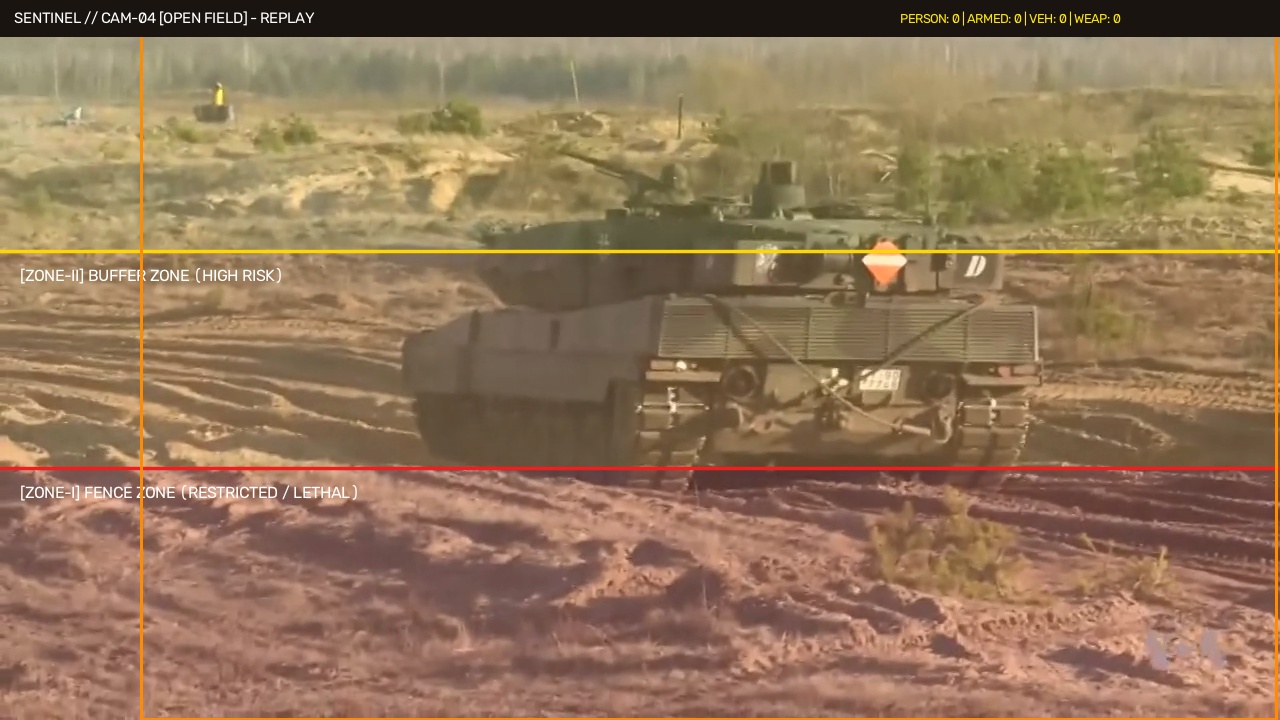 SENTINEL // CAM-04 [OPEN FIELD] - REPLAY
PERSON: 0 | ARMED: 0 | VEH: 0 | WEAP: 0
D
[ZONE-II] BUFFER ZONE (HIGH RISK)
[ZONE-I] FENCE ZONE (RESTRICTED / LETHAL)